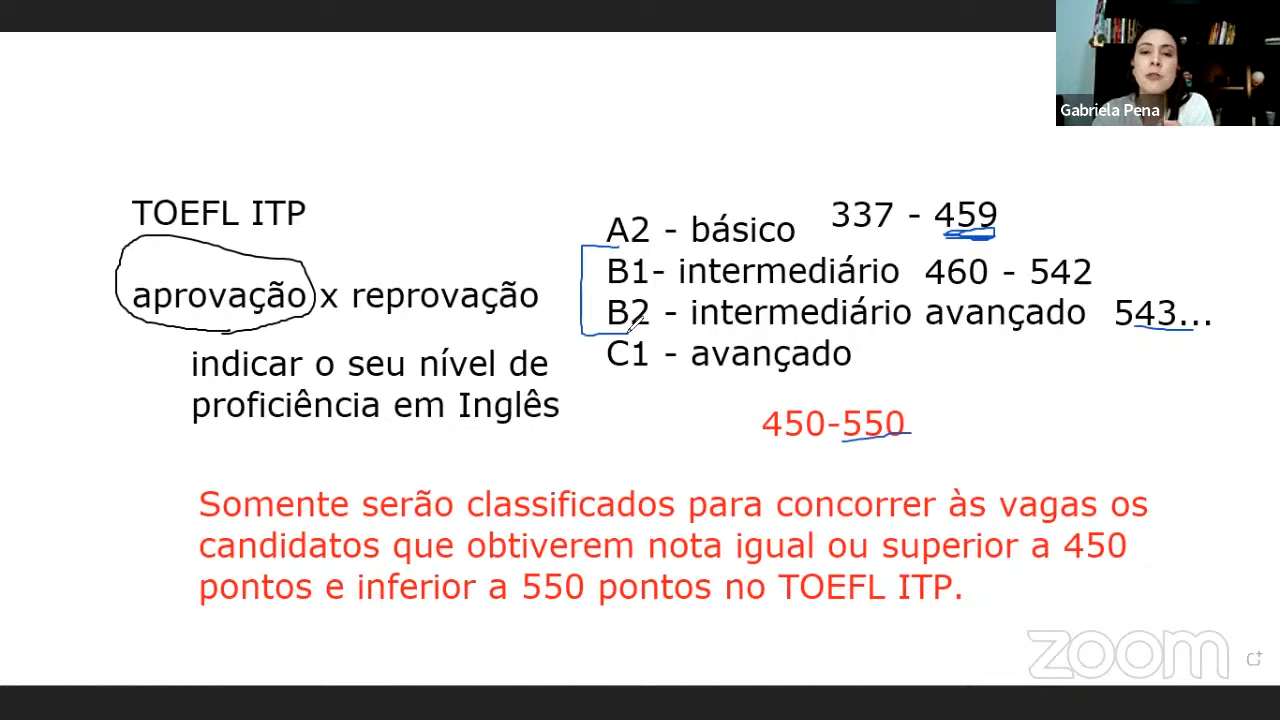 Gabriela Pena
TOEFL ITP
aprovação x reprovação
indicar o seu nível de
proficiência em Inglês
A2 - básico 337 - 459
B1- intermediário 460 - 542
B2 - intermediário avançado 543...
C1 - avançado
450-550
Somente serão classificados para concorrer às vagas os
candidatos que obtiverem nota igual ou superior a 450
pontos e inferior a 550 pontos no TOEFL ITP.
zoom